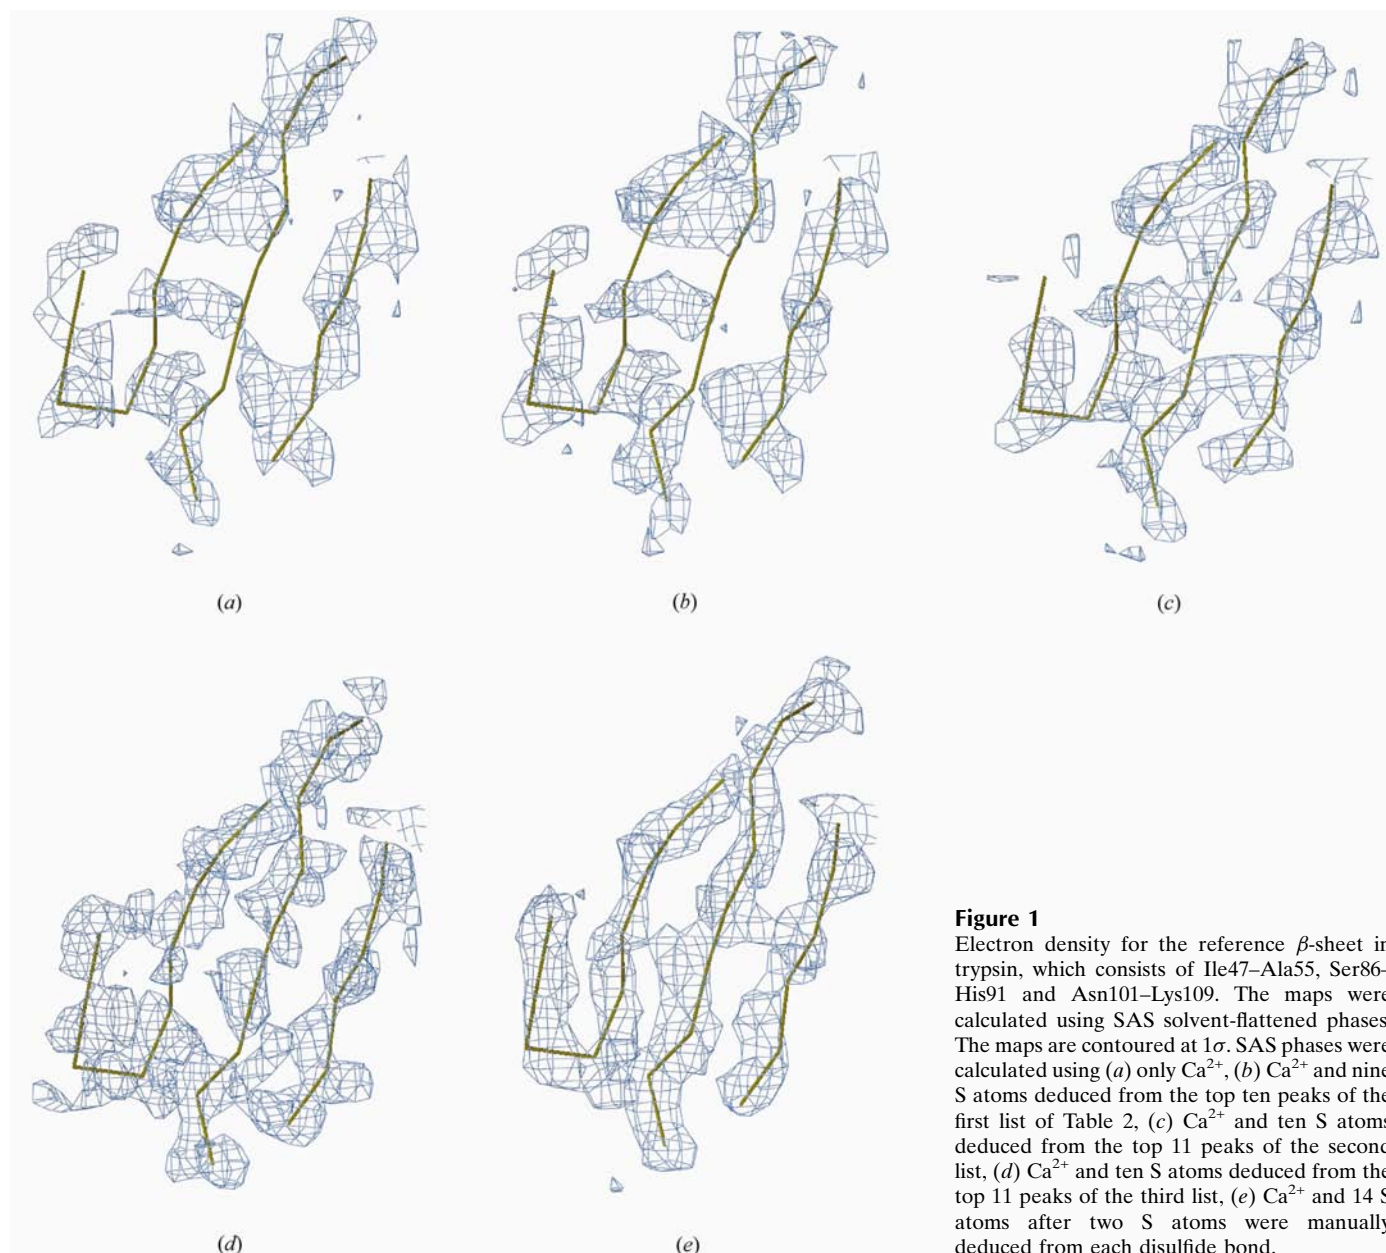 (a)
(b)
(c)
(d)
(e)
Figure 1
Electron density for the reference β-sheet in
trypsin, which consists of Ile47–Ala55, Ser86–
His91 and Asn101–Lys109. The maps were
calculated using SAS solvent-flattened phases
The maps are contoured at 1σ. SAS phases were
calculated using (a) only Ca²⁺, (b) Ca²⁺ and nine
S atoms deduced from the top ten peaks of the
first list of Table 2, (c) Ca²⁺ and ten S atoms
deduced from the top 11 peaks of the second
list, (d) Ca²⁺ and ten S atoms deduced from the
top 11 peaks of the third list, (e) Ca²⁺ and 14 S
atoms after two S atoms were manually
deduced from each disulfide bond.